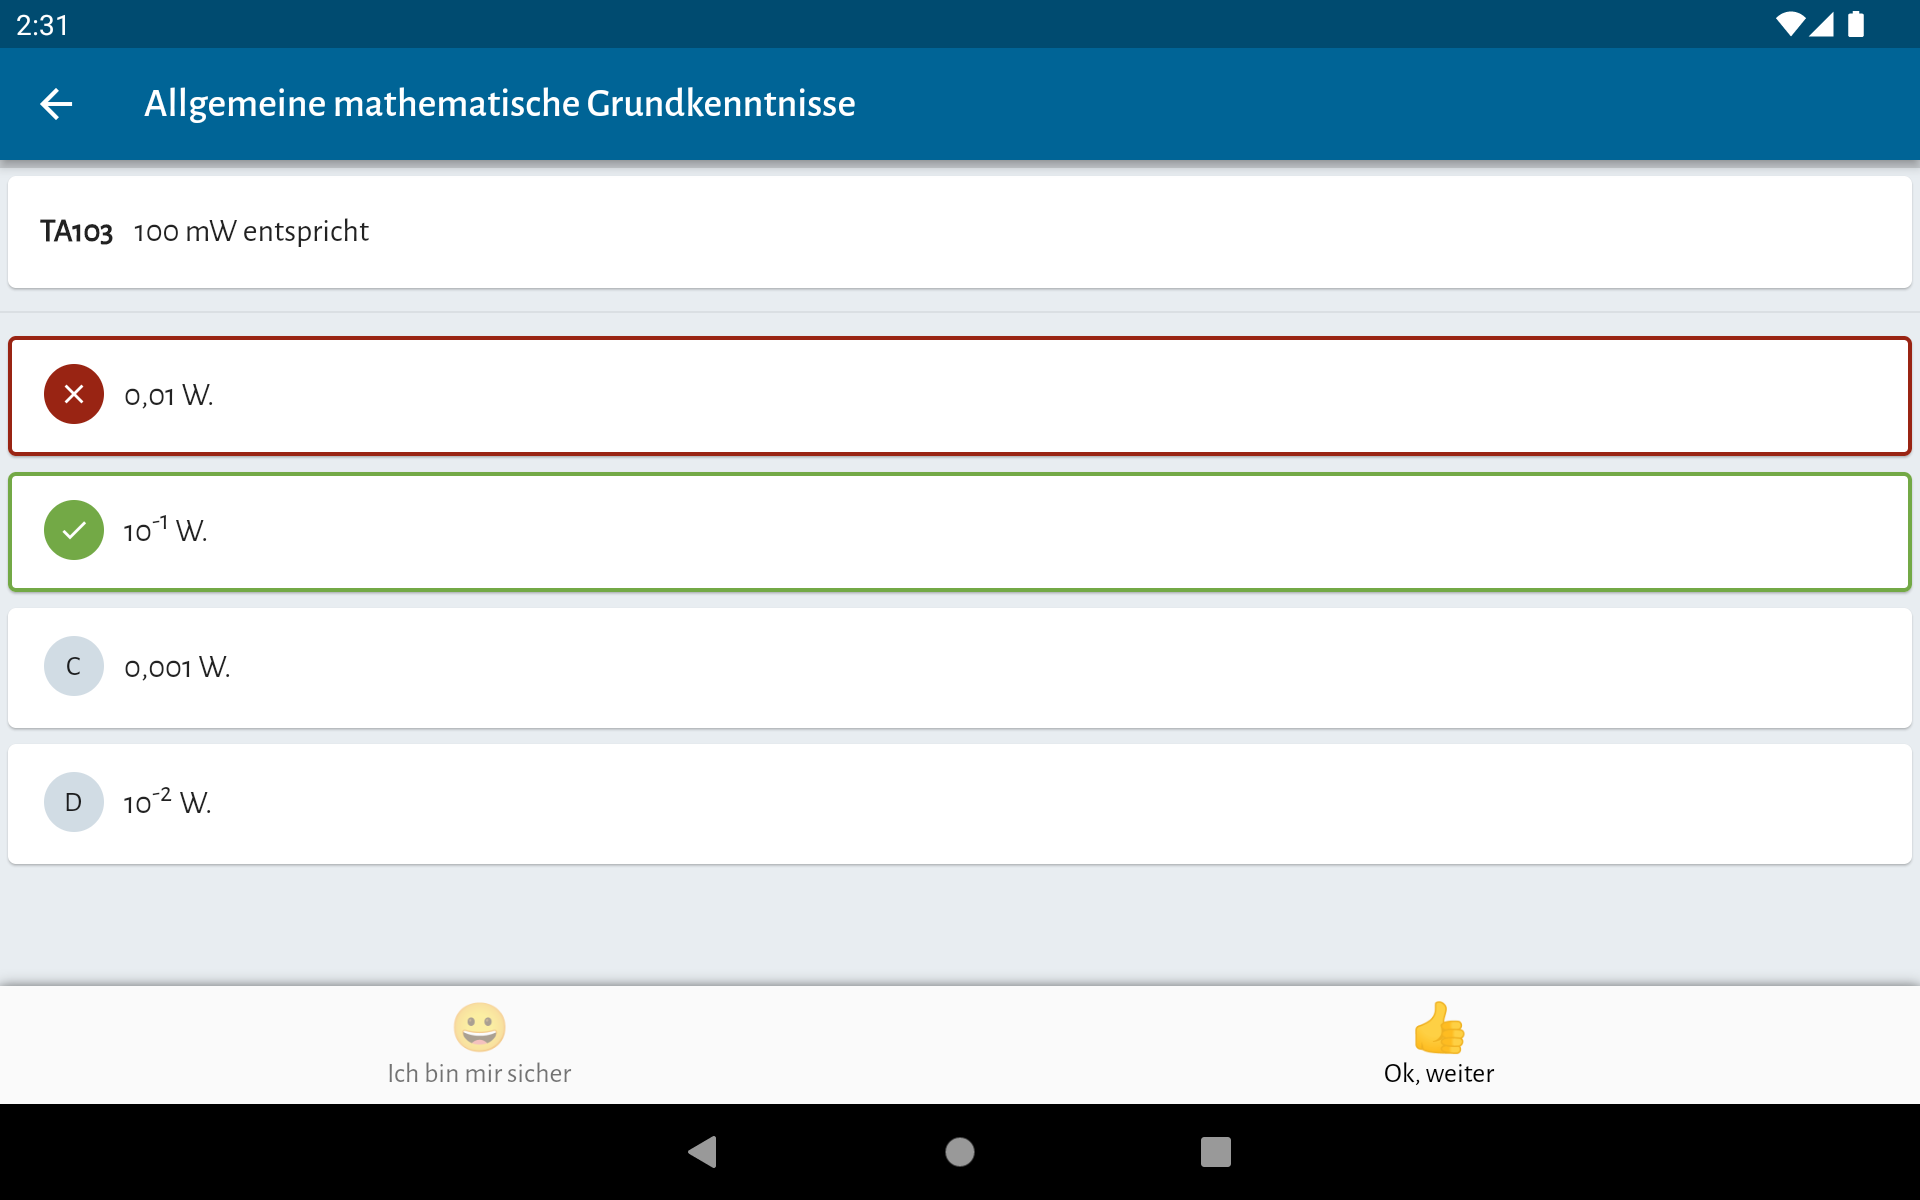 2:31
Allgemeine mathematische Grundkenntnisse
TA103 100 mW entspricht
0,01 W.
10⁻¹ W.
C 0,001 W.
D 10⁻² W.
Ich bin mir sicher
Ok, weiter